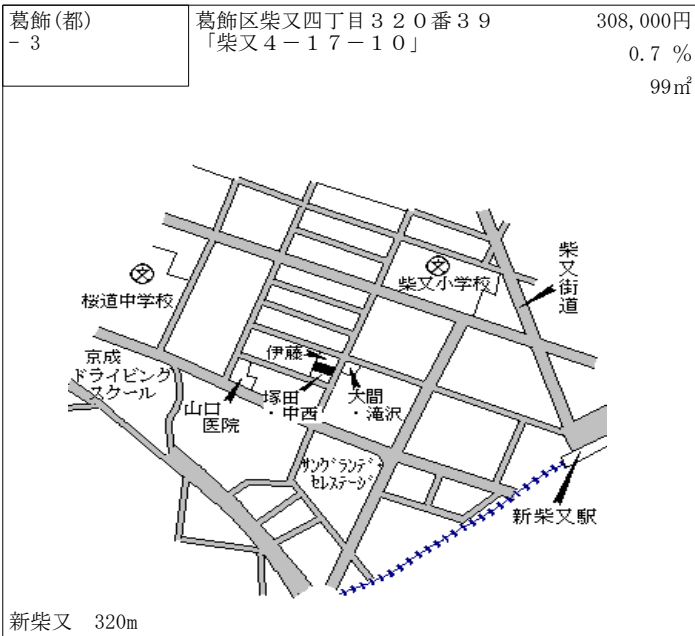 葛飾(都)
- 3
葛飾区柴又四丁目３２０番３９
「柴又４－１７－１０」
308,000円
0.7 %
99㎡
柴又街道
柴又小学校
桜道中学校
伊藤
京成
ドライビング
スクール
山口
医院
塚田
・中西
大間
・滝沢
サングランデ
セレステージ
新柴又駅
新柴又 320m